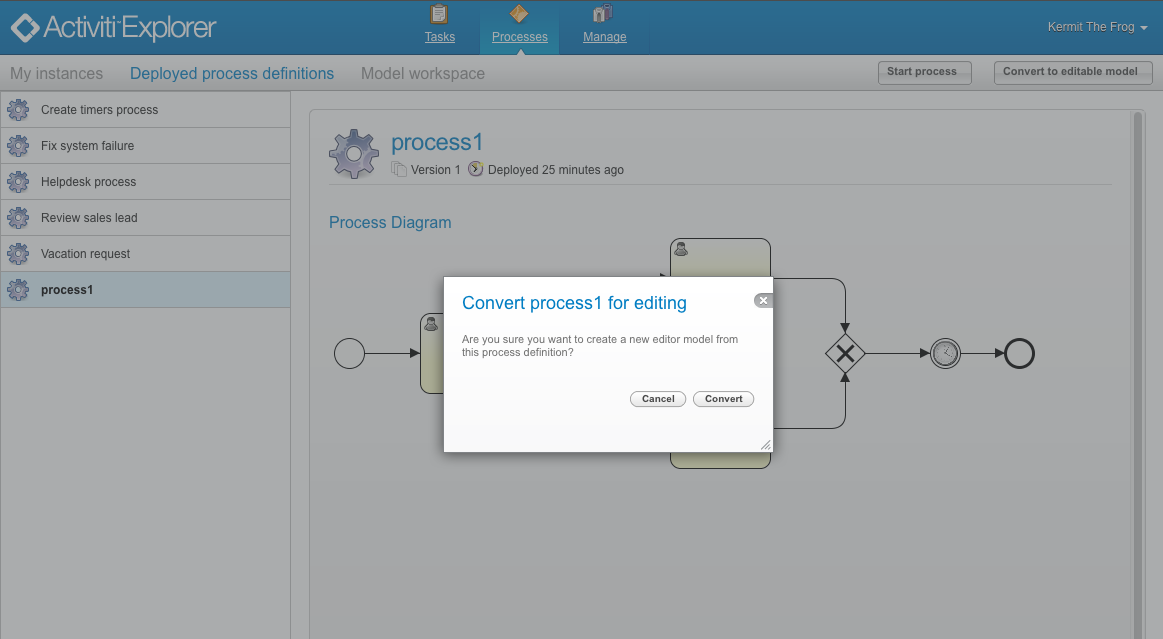 Activiti™Explorer
Tasks
Processes
Manage
Kermit The Frog
My instances
Deployed process definitions
Model workspace
Start process
Convert to editable model
Create timers process
Fix system failure
Helpdesk process
Review sales lead
Vacation request
process1
process1
Version 1
Deployed 25 minutes ago
Process Diagram
Convert process1 for editing
Are you sure you want to create a new editor model from
this process definition?
Cancel
Convert